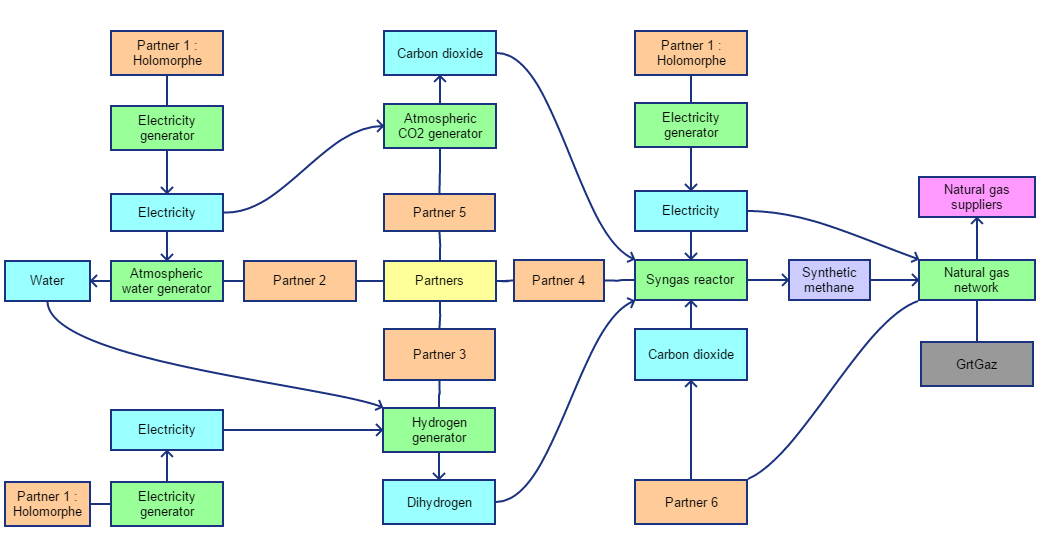 Partner 1 :
Holomorphe
Carbon dioxide
Partner 1 :
Holomorphe
Electricity
generator
Atmospheric
CO2 generator
Electricity
generator
Electricity
Partner 5
Electricity
Natural gas
suppliers
Water
Atmospheric
water generator
Partner 2
Partners
Partner 4
Syngas reactor
Synthetic
methane
Natural gas
network
Partner 3
Carbon dioxide
GrtGaz
Electricity
Hydrogen
generator
Partner 1 :
Holomorphe
Electricity
generator
Dihydrogen
Partner 6